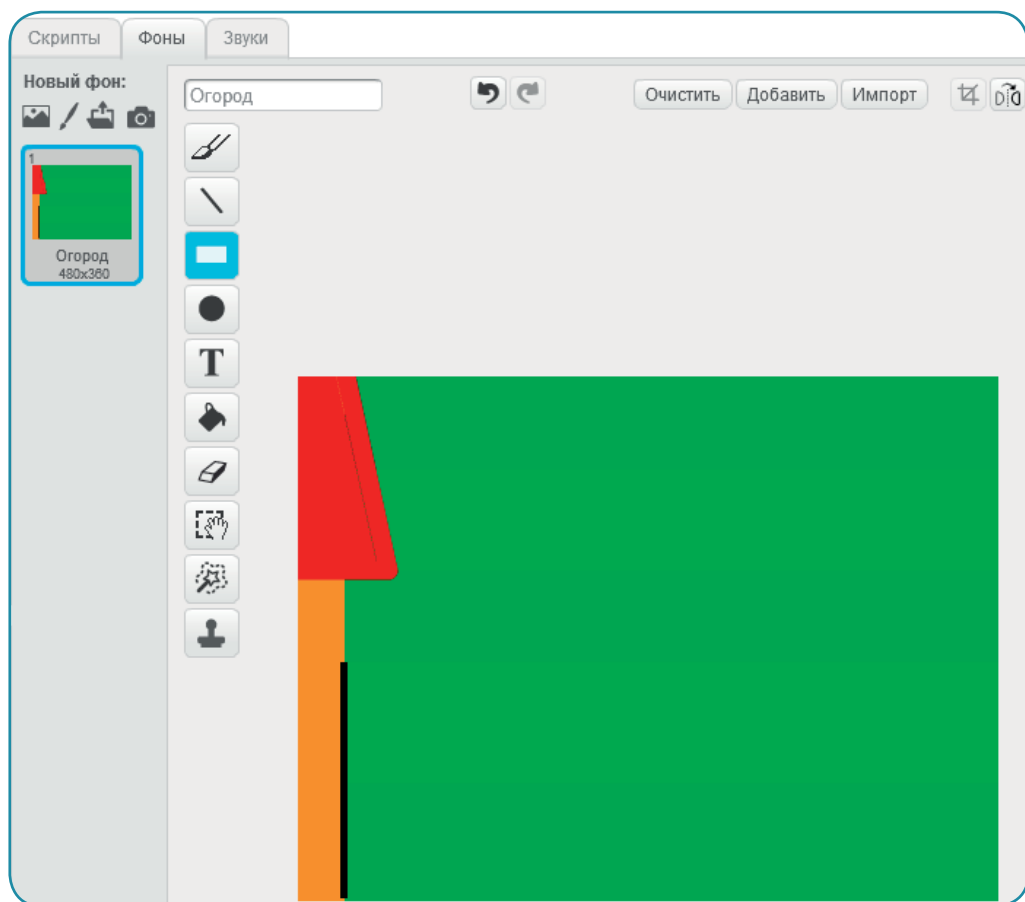 Скрипты Фоны Звуки
Новый фон:
Огород
Очистить Добавить Импорт
1
Огород
480x360
T